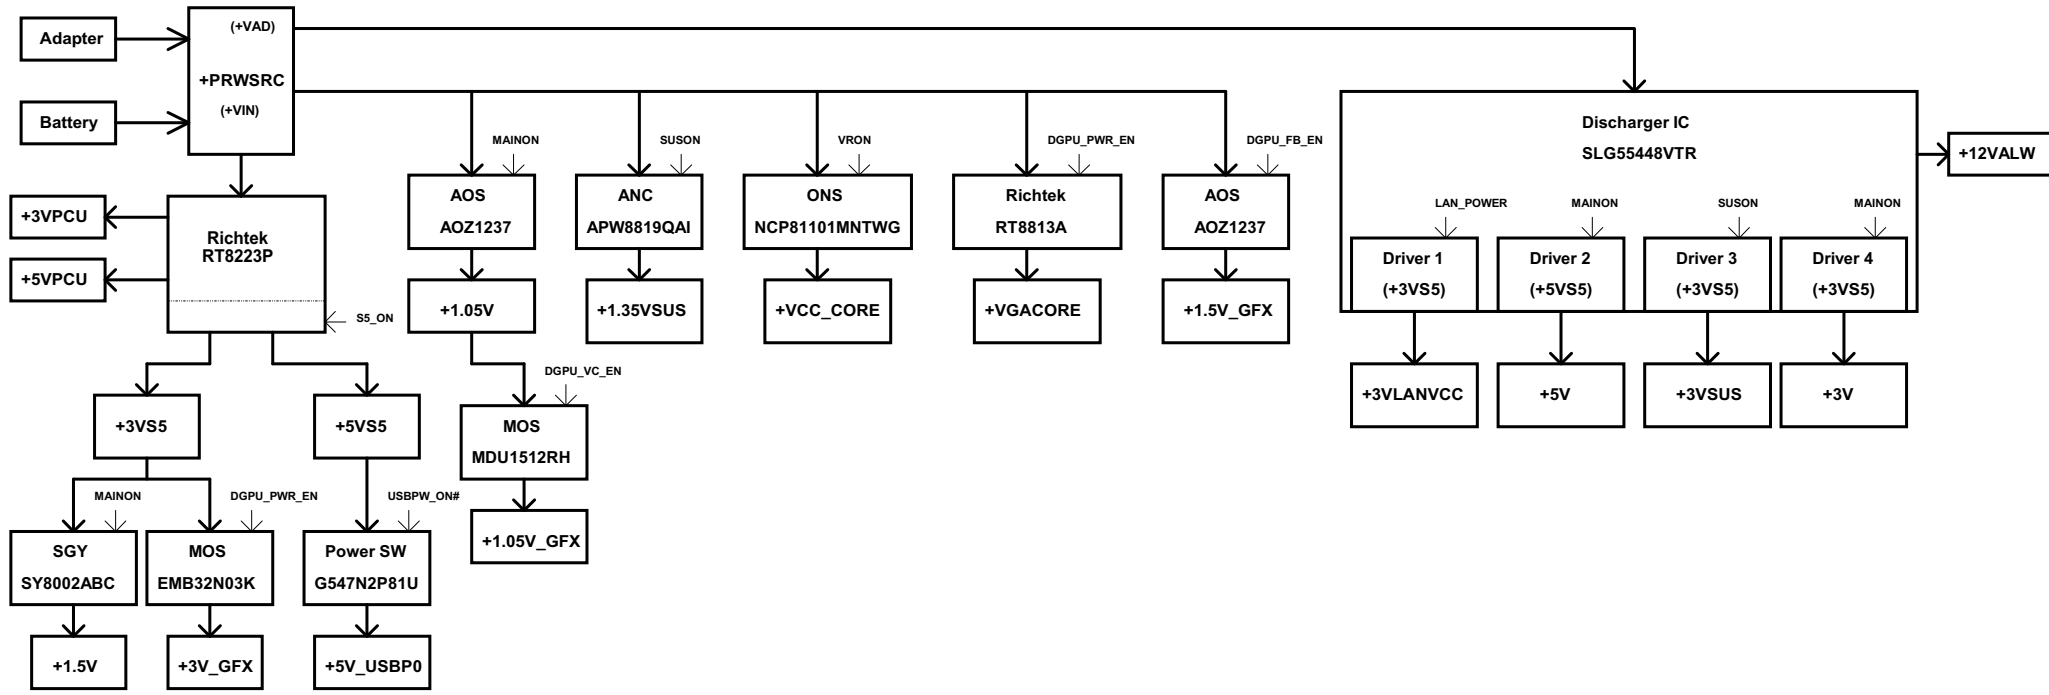 Adapter
(+VAD)
+PRWSRC
(+VIN)
Battery
+3VPCU
+5VPCU
Richtek
RT8223P
S5_ON
+3VS5
+5VS5
MAINON
DGPU_PWR_EN
USBPW_ON#
SGY
SY8002ABC
MOS
EMB32N03K
Power SW
G547N2P81U
+1.5V
+3V_GFX
+5V_USBP0
MAINON
AOS
AOZ1237
+1.05V
DGPU_VC_EN
MOS
MDU1512RH
+1.05V_GFX
SUSON
ANC
APW8819QAI
+1.35VSUS
VRON
ONS
NCP81101MNTWG
+VCC_CORE
DGPU_PWR_EN
Richtek
RT8813A
+VGACORE
DGPU_FB_EN
AOS
AOZ1237
+1.5V_GFX
Discharger IC
SLG55448VTR
+12VALW
LAN_POWER
MAINON
SUSON
MAINON
Driver 1
(+3VS5)
Driver 2
(+5VS5)
Driver 3
(+3VS5)
Driver 4
(+3VS5)
+3VLANVCC
+5V
+3VSUS
+3V